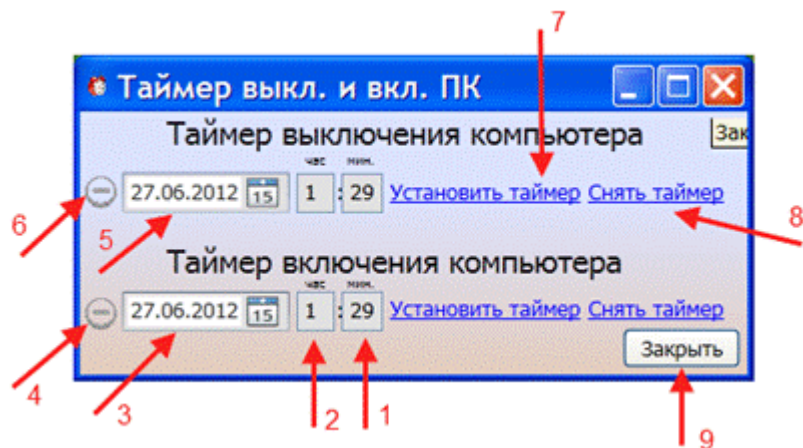 7
Таймер выкл. и вкл. ПК
Таймер выключения компьютера
Зак
час мин.
27.06.2012 15 1 : 29 Установить таймер Снять таймер
6
5
8
Таймер включения компьютера
час мин.
27.06.2012 15 1 : 29 Установить таймер Снять таймер
Закрыть
4
3
2
1
9